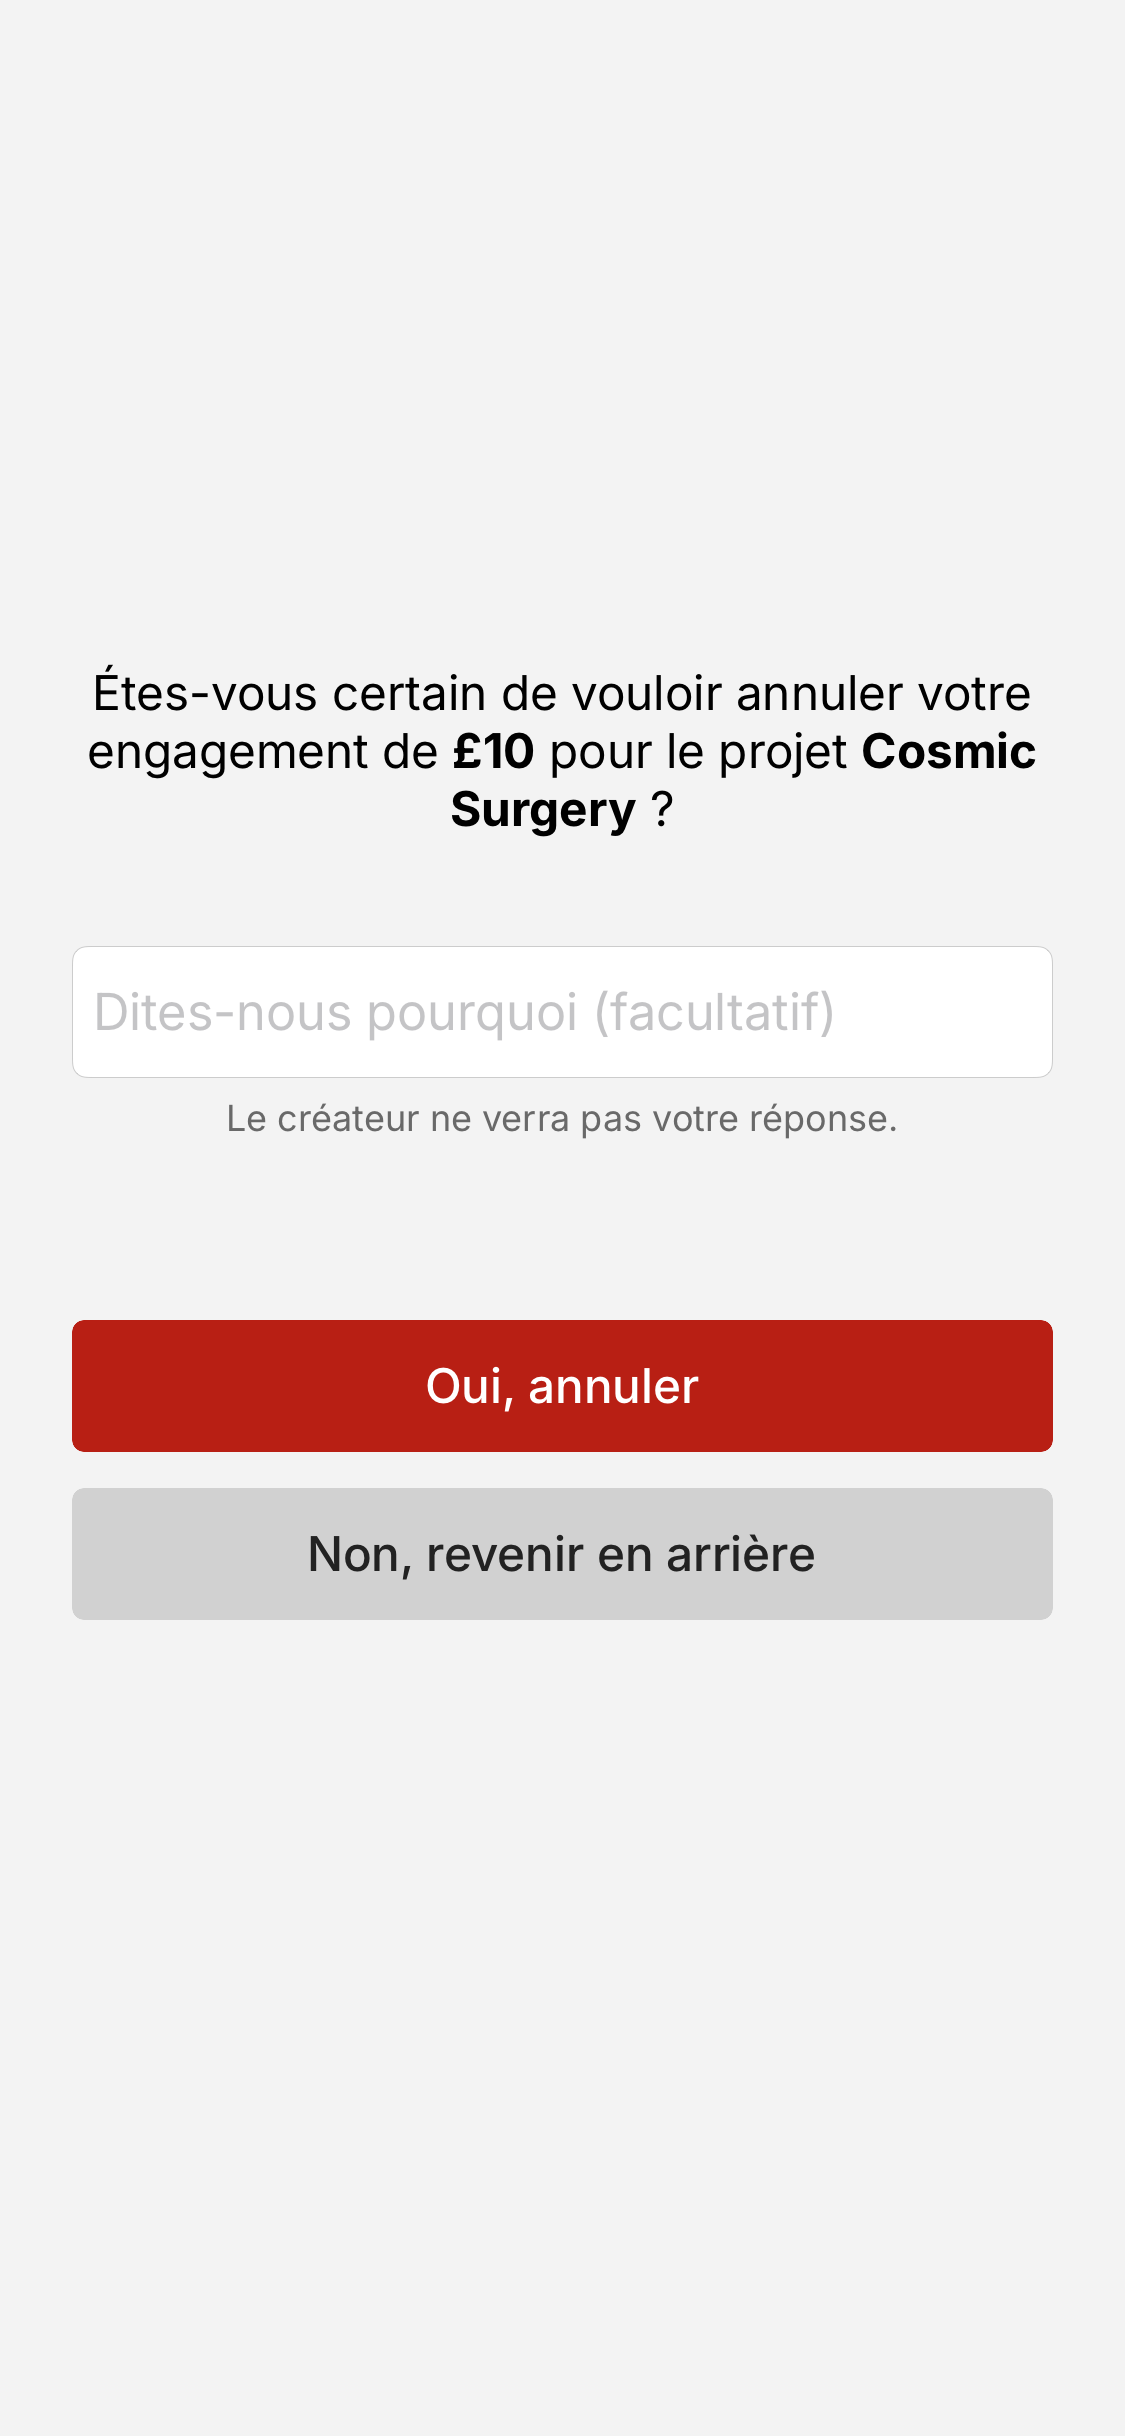 Étes-vous certain de vouloir annuler votre
engagement de £10 pour le projet Cosmic
Surgery ?
Dites-nous pourquoi (facultatif)
Le créateur ne verra pas votre réponse.
Oui, annuler
Non, revenir en arrière